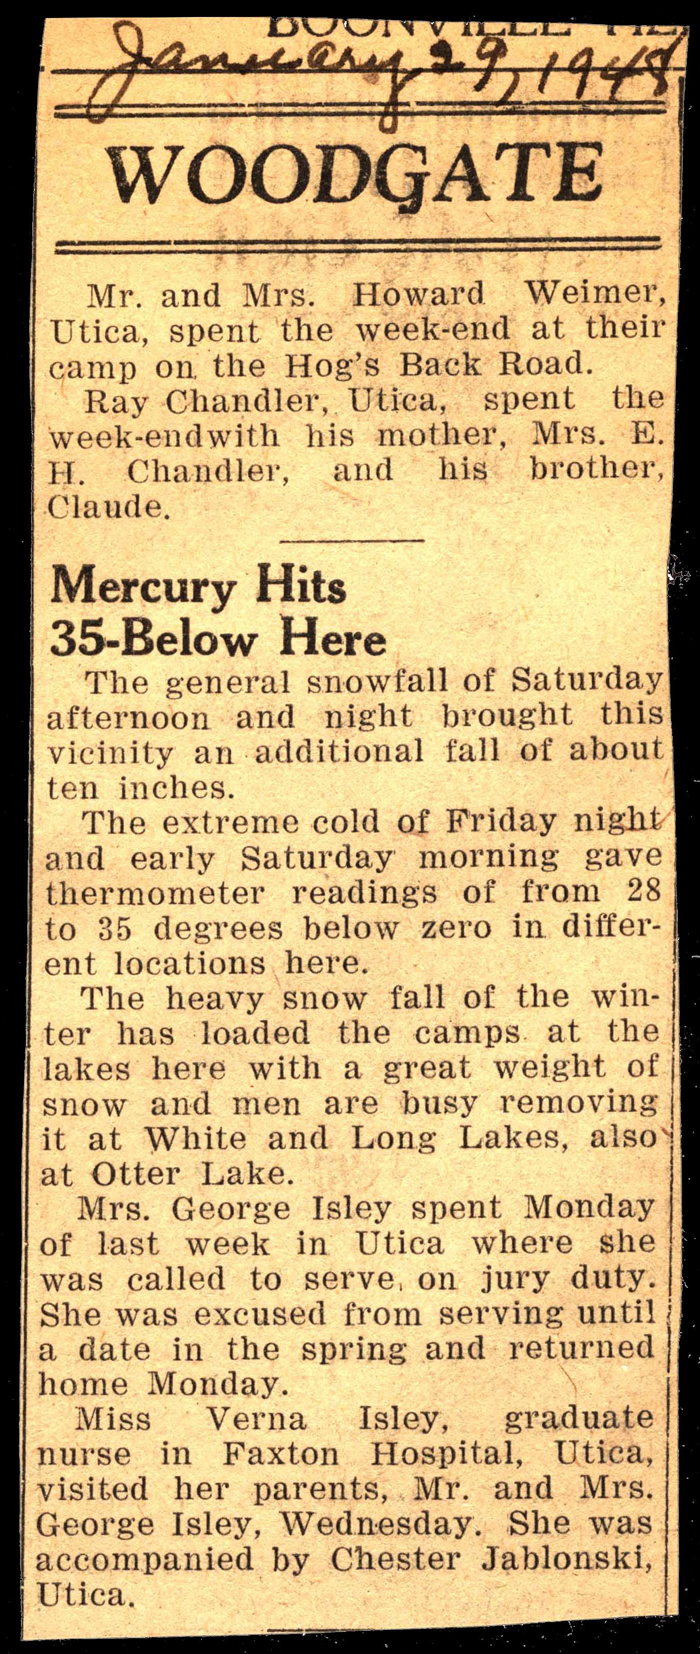 BOONVILLE HE
January 29, 1948
WOODGATE
Mr. and Mrs. Howard Weimer,
Utica, spent the week-end at their
camp on the Hog's Back Road.
Ray Chandler, Utica, spent the
week-endwith his mother, Mrs. E.
H. Chandler, and his brother,
Claude.
Mercury Hits
35-Below Here
The general snowfall of Saturday
afternoon and night brought this
vicinity an additional fall of about
ten inches.
The extreme cold of Friday night
and early Saturday morning gave
thermometer readings of from 28
to 35 degrees below zero in differ-
ent locations here.
The heavy snow fall of the win-
ter has loaded the camps at the
lakes here with a great weight of
snow and men are busy removing
it at White and Long Lakes, also
at Otter Lake.
Mrs. George Isley spent Monday
of last week in Utica where she
was called to serve on jury duty.
She was excused from serving until
a date in the spring and returned
home Monday.
Miss Verna Isley, graduate
nurse in Faxton Hospital, Utica,
visited her parents, Mr. and Mrs.
George Isley, Wednesday. She was
accompanied by Chester Jablonski,
Utica.